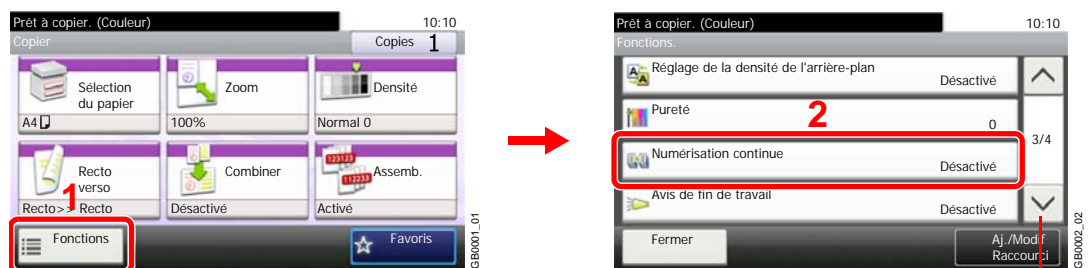 Prêt à copier. (Couleur)
10:10
Copier
Copies 1
Sélection
du papier
Zoom
Densité
A4
100%
Normal 0
Recto
verso
Combiner
Assemb.
123123
112233
1
Recto>> Recto
Désactivé
Activé
Fonctions
Favoris
GB0001_01
Prêt à copier. (Couleur)
10:10
Fonctions.
Réglage de la densité de l'arrière-plan
Désactivé
Pureté
2
0
3/4
Numérisation continue
Désactivé
Avis de fin de travail
Désactivé
Fermer
Aj./Modif
Raccourci
GB0002_02